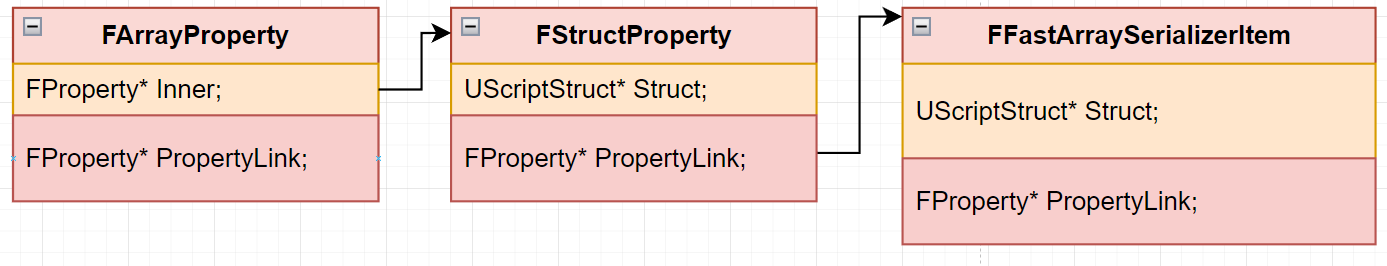 FArrayProperty
FProperty* Inner;
FProperty* PropertyLink;
FStructProperty
UScriptStruct* Struct;
FProperty* PropertyLink;
FFastArraySerializerItem
UScriptStruct* Struct;
FProperty* PropertyLink;